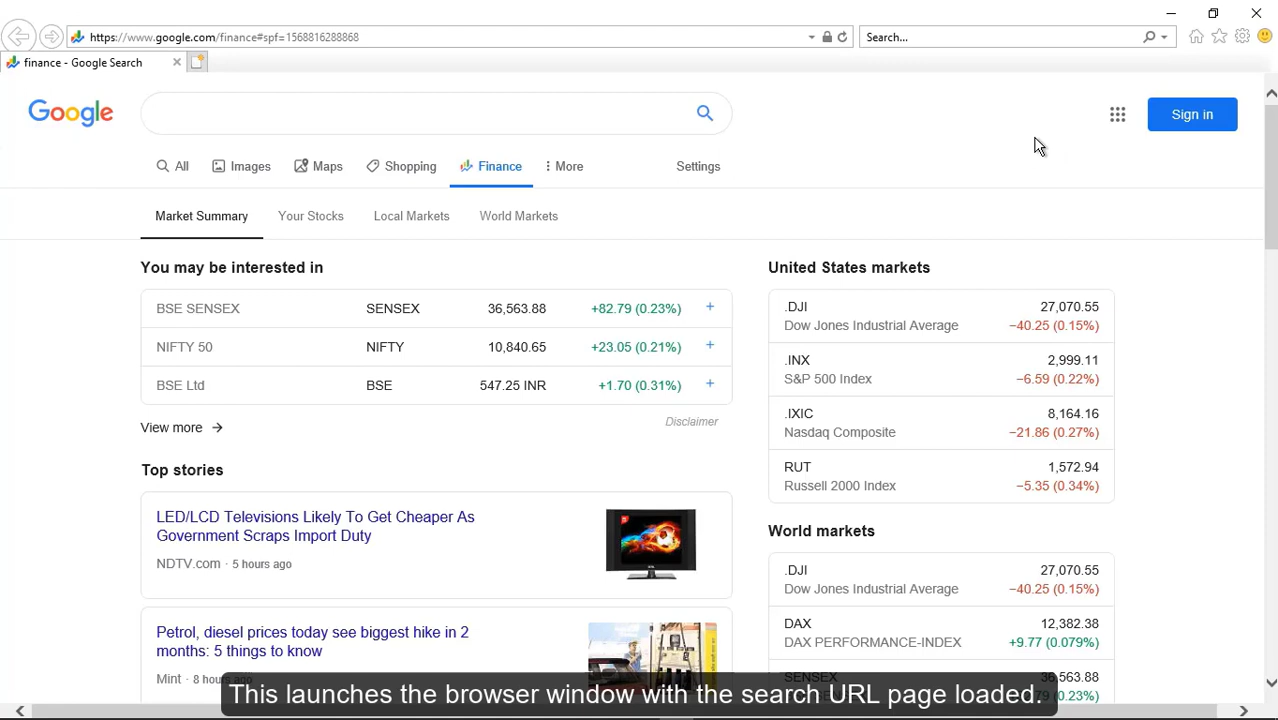 https://www.google.com/finance#spf=1568816288868
Search...
finance - Google Search
Google
Sign in
All
Images
Maps
Shopping
Finance
More
Settings
Market Summary
Your Stocks
Local Markets
World Markets
You may be interested in
BSE SENSEX SENSEX 36,563.88 +82.79 (0.23%) +
NIFTY 50 NIFTY 10,840.65 +23.05 (0.21%) +
BSE Ltd BSE 547.25 INR +1.70 (0.31%) +
Disclaimer
View more →
Top stories
LED/LCD Televisions Likely To Get Cheaper As
Government Scraps Import Duty
NDTV.com · 5 hours ago
Petrol, diesel prices today see biggest hike in 2
months: 5 things to know
Mint · 8 hours ago
United States markets
.DJI 27,070.55
Dow Jones Industrial Average −40.25 (0.15%)
.INX 2,999.11
S&P 500 Index −6.59 (0.22%)
.IXIC 8,164.16
Nasdaq Composite −21.86 (0.27%)
RUT 1,572.94
Russell 2000 Index −5.35 (0.34%)
World markets
.DJI 27,070.55
Dow Jones Industrial Average −40.25 (0.15%)
DAX 12,382.38
DAX PERFORMANCE-INDEX +9.77 (0.079%)
SENSEX 36,563.88
0.23%)
This launches the browser window with the search URL page loaded.